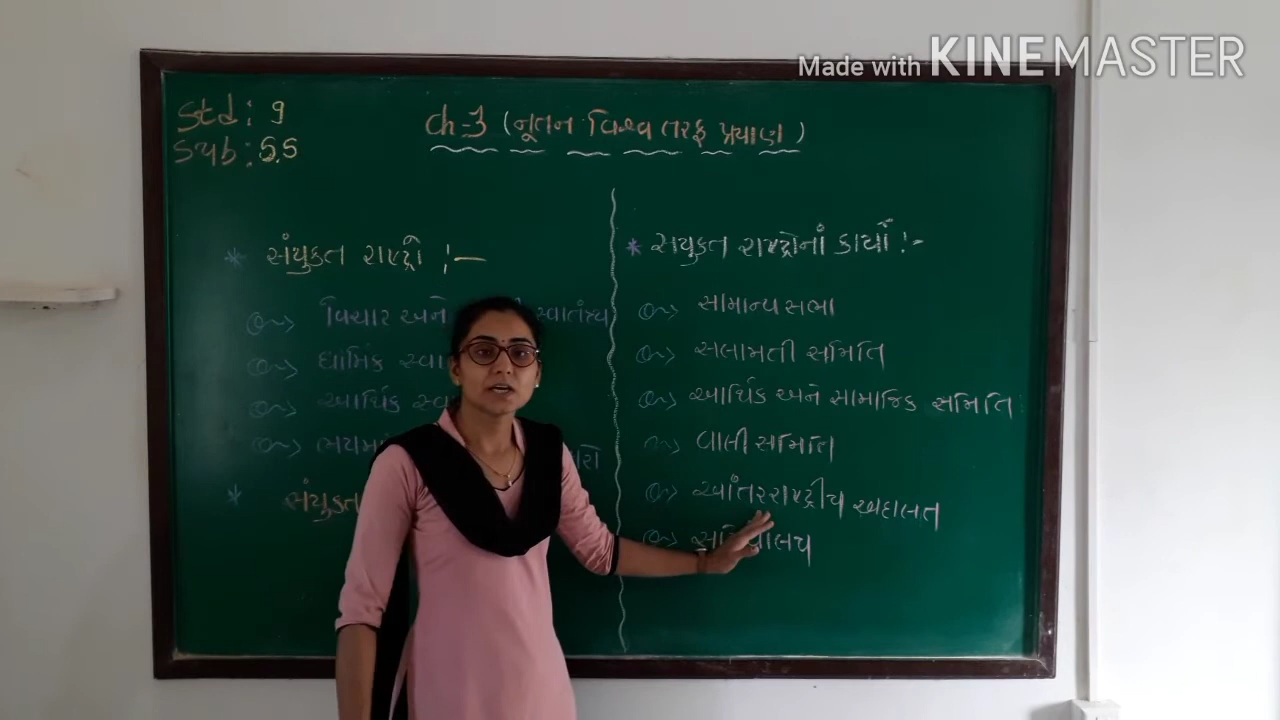 Made with KINEMASTER
Std: 9
Sub: S.S
Ch-3 (નૂતન વિશ્વ તરફ પ્રયાણ)
* સંયુક્ત રાષ્ટ્રો :-
વિચાર અને સ્વાતંત્ર્ય
ધાર્મિક
આર્થિક
* સંયુક્ત
* સયુક્ત રાષ્ટ્રોનાં કાર્યો :-
સામાન્ય સભા
સલામતી સમિતિ
આર્થિક અને સામાજિક સમિતિ
વાલી સમિતિ
આંતરરાષ્ટ્રીય અદાલત